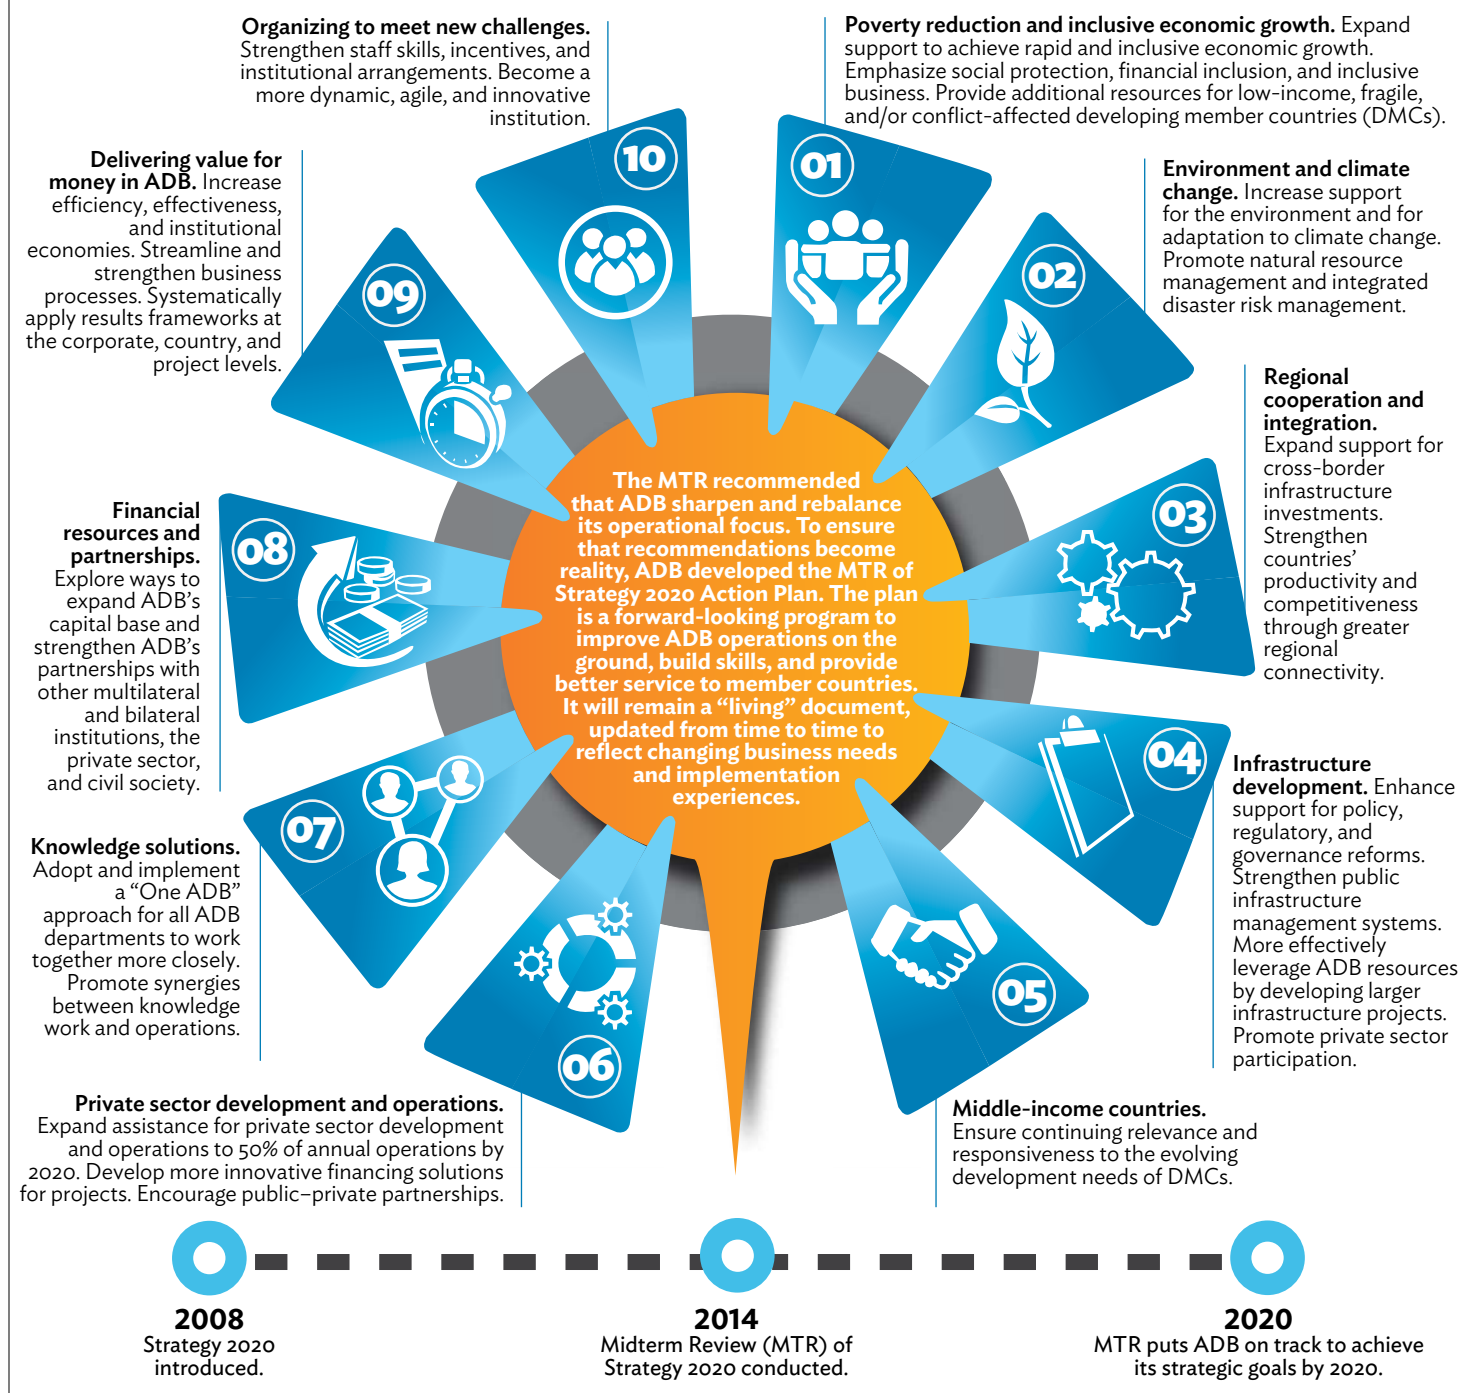 Organizing to meet new challenges.
Strengthen staff skills, incentives, and
institutional arrangements. Become a
more dynamic, agile, and innovative
institution.
10
Poverty reduction and inclusive economic growth. Expand
support to achieve rapid and inclusive economic growth.
Emphasize social protection, financial inclusion, and inclusive
business. Provide additional resources for low-income, fragile,
and/or conflict-affected developing member countries (DMCs).
01
Delivering value for
money in ADB. Increase
efficiency, effectiveness,
and institutional
economies. Streamline and
strengthen business
processes. Systematically
apply results frameworks at
the corporate, country, and
project levels.
09
Environment and climate
change. Increase support
for the environment and for
adaptation to climate change.
Promote natural resource
management and integrated
disaster risk management.
02
Regional
cooperation and
integration.
Expand support for
cross-border
infrastructure
investments.
Strengthen
countries’
productivity and
competitiveness
through greater
regional
connectivity.
03
Financial
resources and
partnerships.
Explore ways to
expand ADB’s
capital base and
strengthen ADB’s
partnerships with
other multilateral
and bilateral
institutions, the
private sector,
and civil society.
08
The MTR recommended
that ADB sharpen and rebalance
its operational focus. To ensure
that recommendations become
reality, ADB developed the MTR of
Strategy 2020 Action Plan. The plan
is a forward-looking program to
improve ADB operations on the
ground, build skills, and provide
better service to member countries.
It will remain a “living” document,
updated from time to time to
reflect changing business needs
and implementation
experiences.
04
Infrastructure
development. Enhance
support for policy,
regulatory, and
governance reforms.
Strengthen public
infrastructure
management systems.
More effectively
leverage ADB resources
by developing larger
infrastructure projects.
Promote private sector
participation.
07
Knowledge solutions.
Adopt and implement
a “One ADB”
approach for all ADB
departments to work
together more closely.
Promote synergies
between knowledge
work and operations.
05
06
Private sector development and operations.
Expand assistance for private sector development
and operations to 50% of annual operations by
2020. Develop more innovative financing solutions
for projects. Encourage public–private partnerships.
Middle-income countries.
Ensure continuing relevance and
responsiveness to the evolving
development needs of DMCs.
2008
Strategy 2020
introduced.
2014
Midterm Review (MTR) of
Strategy 2020 conducted.
2020
MTR puts ADB on track to achieve
its strategic goals by 2020.